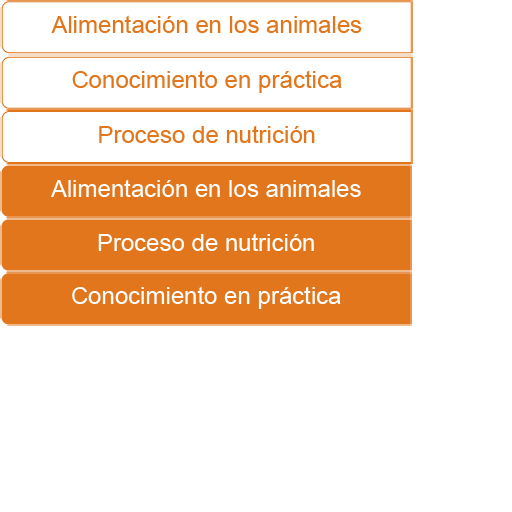 Alimentación en los animales
Conocimiento en práctica
Proceso de nutrición
Alimentación en los animales
Proceso de nutrición
Conocimiento en práctica